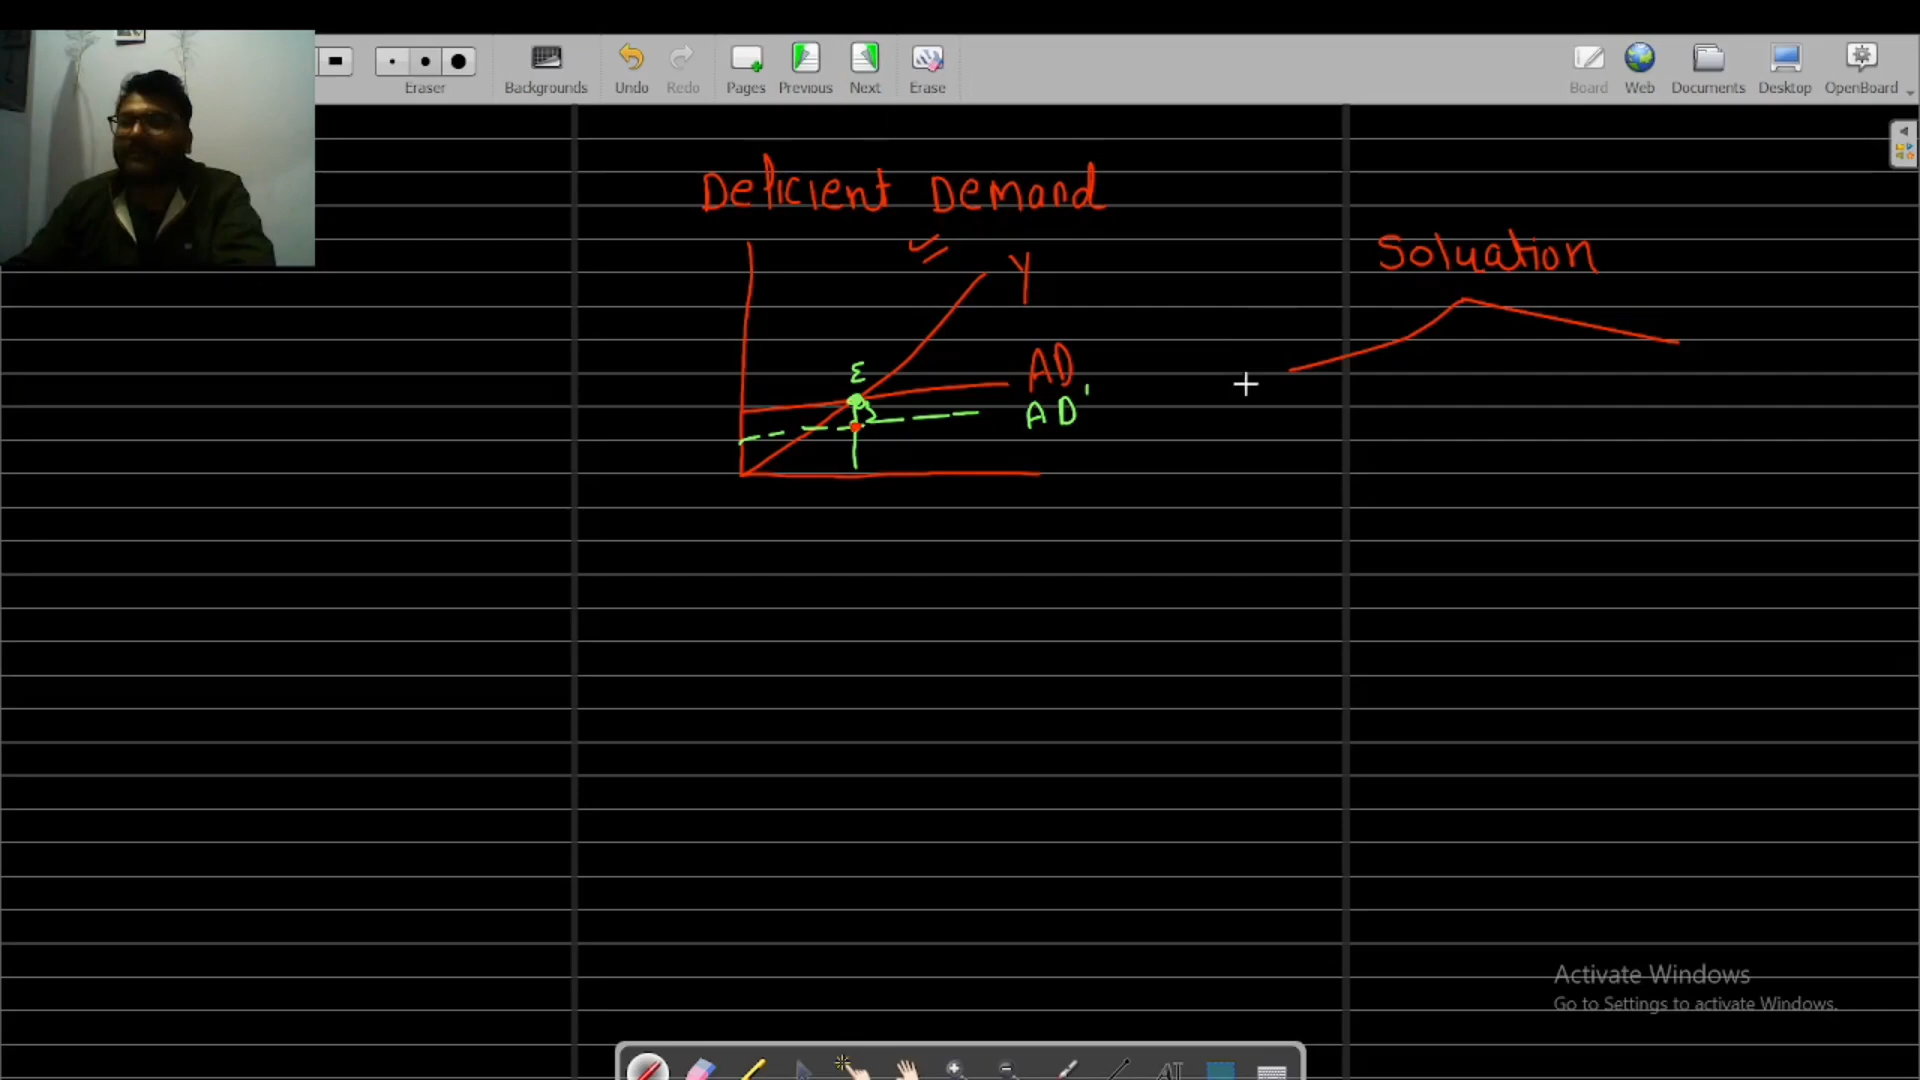 Eraser
Backgrounds
Undo
Redo
Pages
Previous
Next
Erase
Board
Web
Documents
Desktop
OpenBoard
Deficient Demand
Soluation
Y
E
AD
AD'
Activate Windows
Go to Settings to activate Windows.